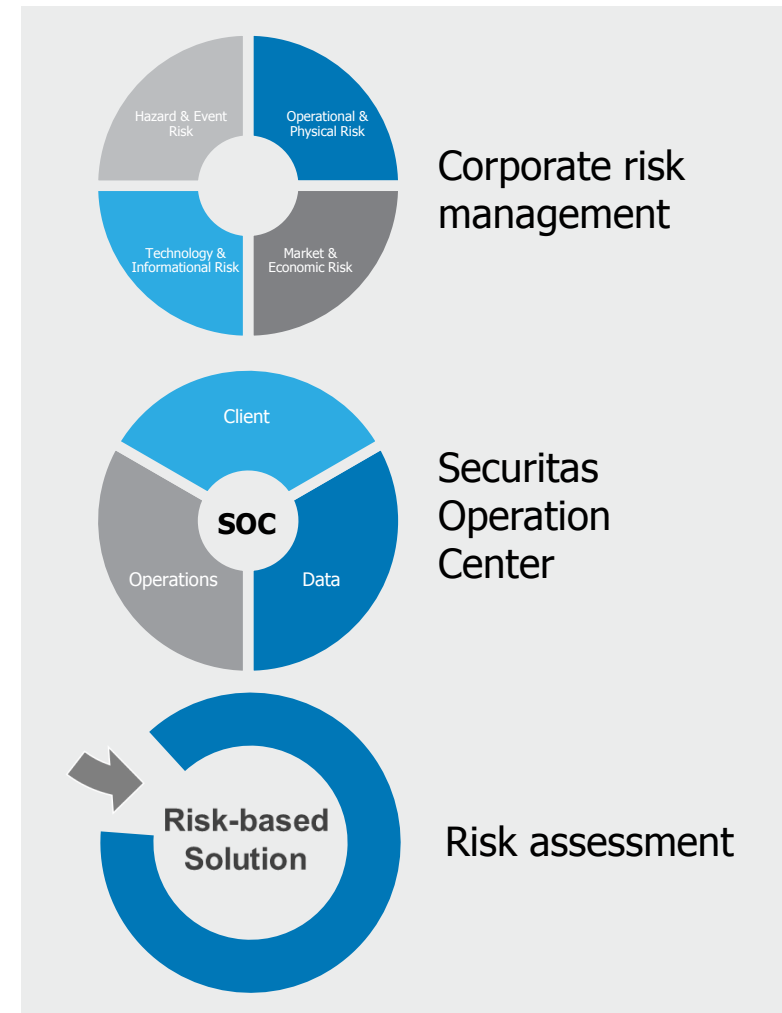 Hazard & Event
Risk
Operational &
Physical Risk
Technology &
Informational Risk
Market &
Economic Risk
Corporate risk
management
Client
SOC
Operations
Data
Securitas
Operation
Center
Risk-based
Solution
Risk assessment